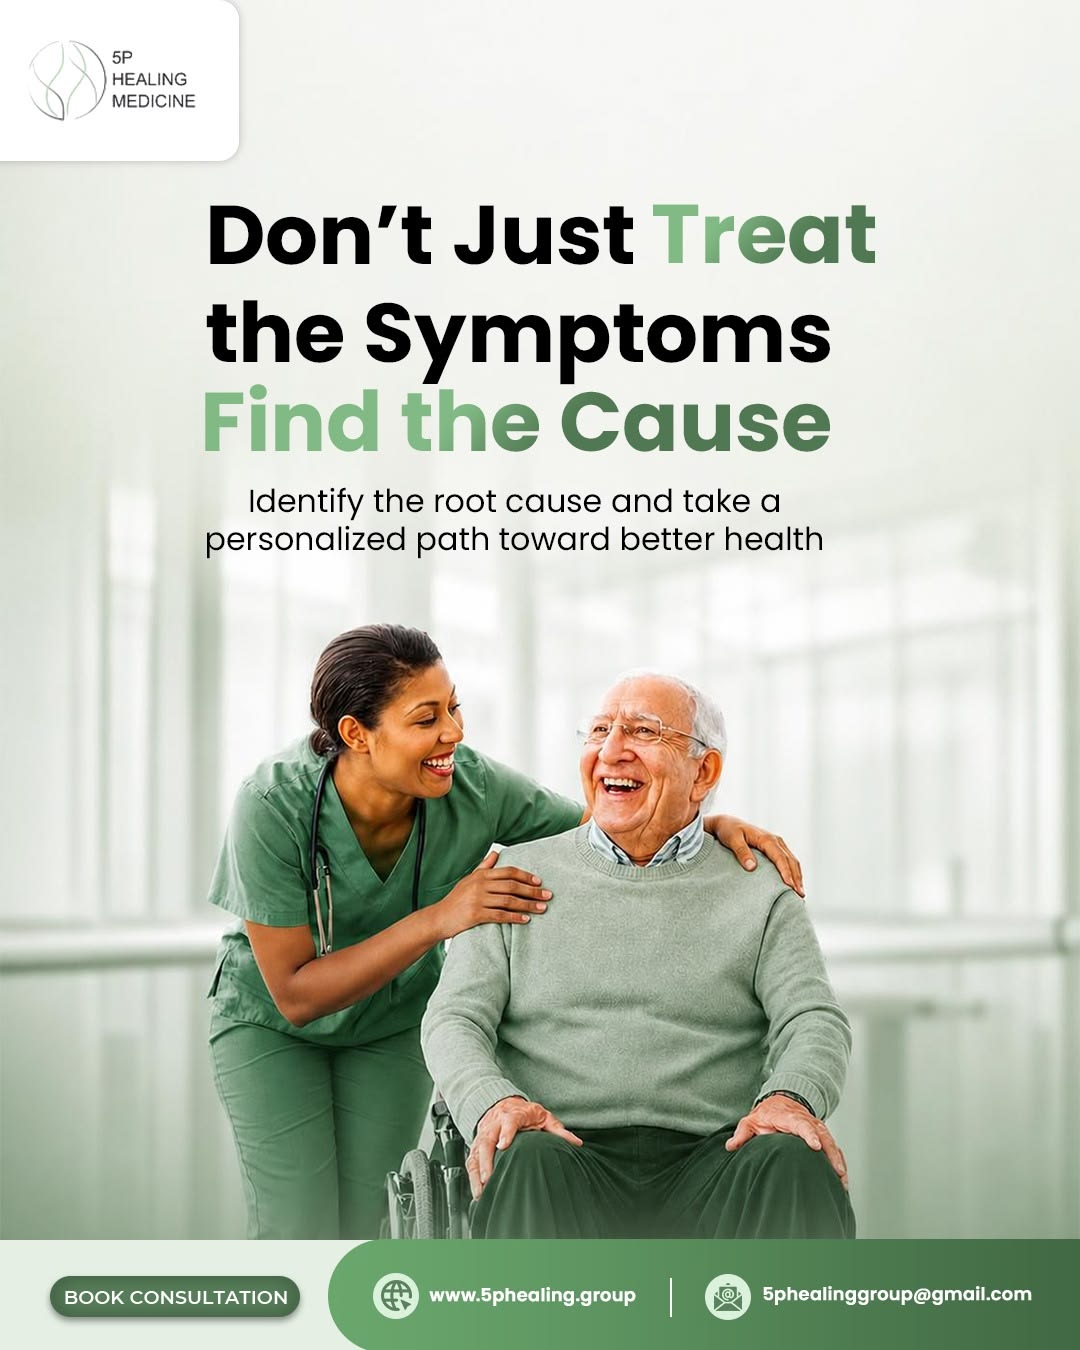 5P
HEALING
MEDICINE
Don’t Just Treat
the Symptoms
Find the Cause
Identify the root cause and take a
personalized path toward better health
BOOK CONSULTATION
www.5phealing.group
5phealinggroup@gmail.com